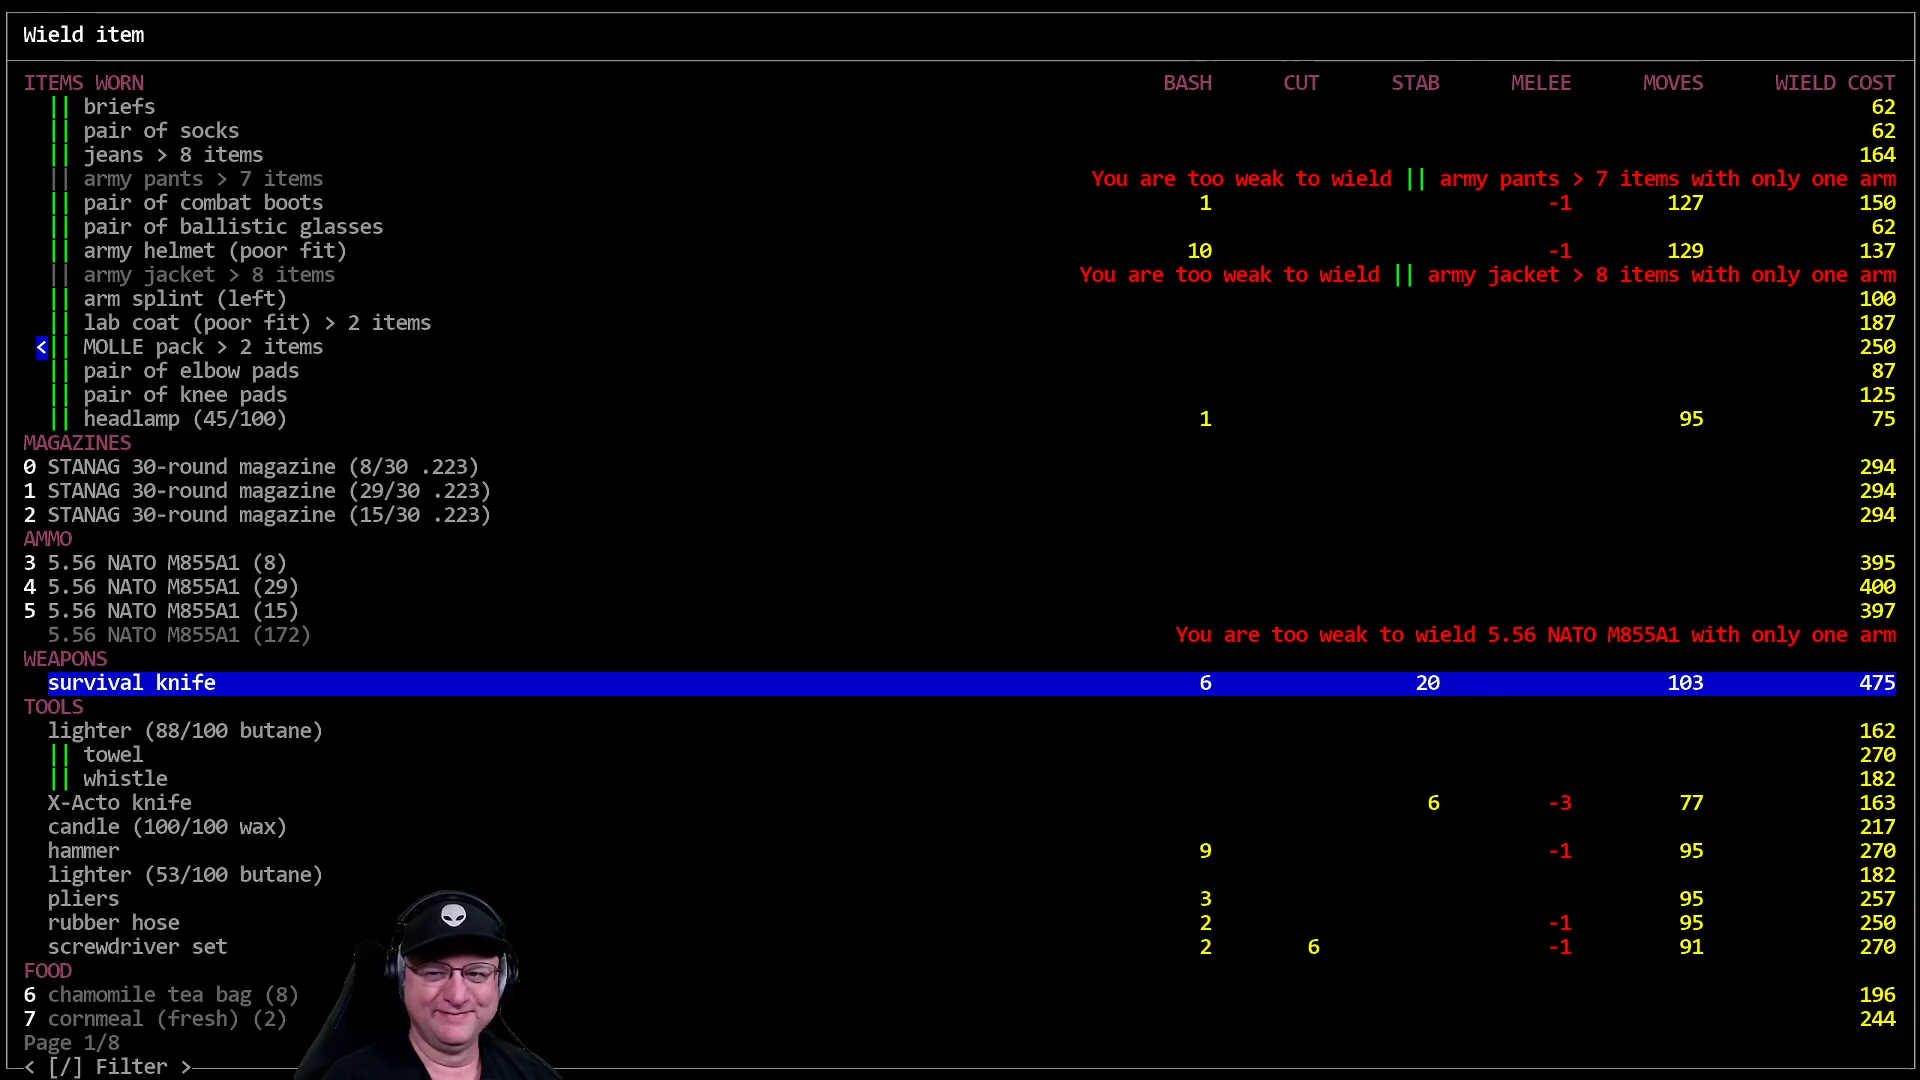 Wield item
ITEMS WORN BASH CUT STAB MELEE MOVES WIELD COST
|| briefs 62
|| pair of socks 62
|| jeans > 8 items 164
|| army pants > 7 items You are too weak to wield || army pants > 7 items with only one arm
|| pair of combat boots 1 -1 127 150
|| pair of ballistic glasses 62
|| army helmet (poor fit) 10 -1 129 137
|| army jacket > 8 items You are too weak to wield || army jacket > 8 items with only one arm
|| arm splint (left) 100
|| lab coat (poor fit) > 2 items 187
<|| MOLLE pack > 2 items 250
|| pair of elbow pads 87
|| pair of knee pads 125
|| headlamp (45/100) 1 95 75
MAGAZINES
0 STANAG 30-round magazine (8/30 .223) 294
1 STANAG 30-round magazine (29/30 .223) 294
2 STANAG 30-round magazine (15/30 .223) 294
AMMO
3 5.56 NATO M855A1 (8) 395
4 5.56 NATO M855A1 (29) 400
5 5.56 NATO M855A1 (15) 397
5.56 NATO M855A1 (172) You are too weak to wield 5.56 NATO M855A1 with only one arm
WEAPONS
survival knife 6 20 103 475
TOOLS
lighter (88/100 butane) 162
|| towel 270
|| whistle 182
X-Acto knife 6 -3 77 163
candle (100/100 wax) 217
hammer 9 -1 95 270
lighter (53/100 butane) 182
pliers 3 95 257
rubber hose 2 -1 95 250
screwdriver set 2 6 -1 91 270
FOOD
6 chamomile tea bag (8) 196
7 cornmeal (fresh) (2) 244
Page 1/8
< [/] Filter >